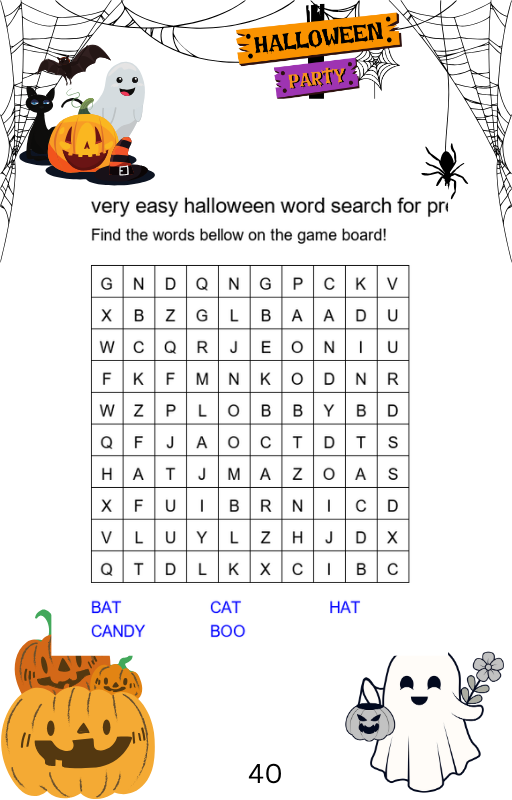 HALLOWEEN
PARTY
very easy halloween word search for
Find the words bellow on the game board!
G N D Q N G P C K V
X B Z G L B A A D U
W C Q R J E O N I U
F K F M N K O D N R
W Z P L O B B Y B D
Q F J A O C T D T S
H A T J M A Z O A S
X F U I B R N I C D
V L U Y L Z H J D X
Q T D L K X C I B C
BAT CAT HAT
CANDY BOO
40